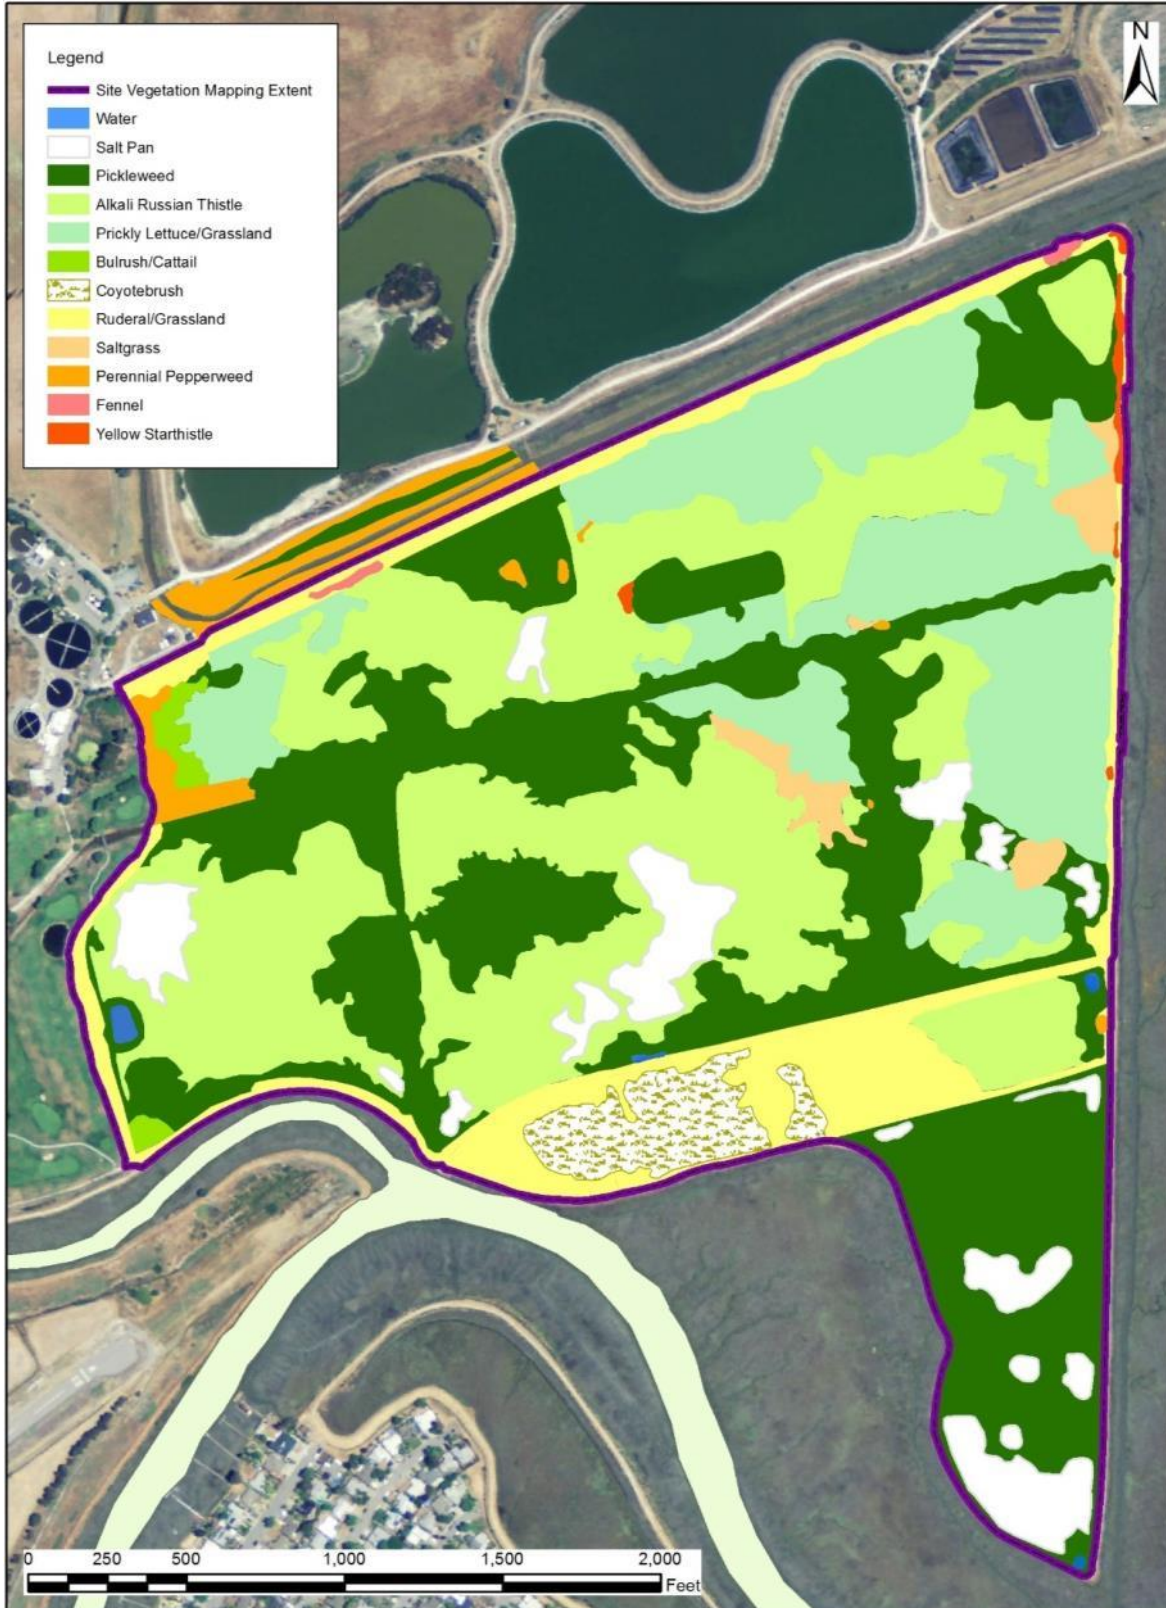 N
Legend
Site Vegetation Mapping Extent
Water
Salt Pan
Pickleweed
Alkali Russian Thistle
Prickly Lettuce/Grassland
Bulrush/Cattail
Coyotebrush
Ruderal/Grassland
Saltgrass
Perennial Pepperweed
Fennel
Yellow Starthistle
0 250 500 1,000 1,500 2,000
Feet